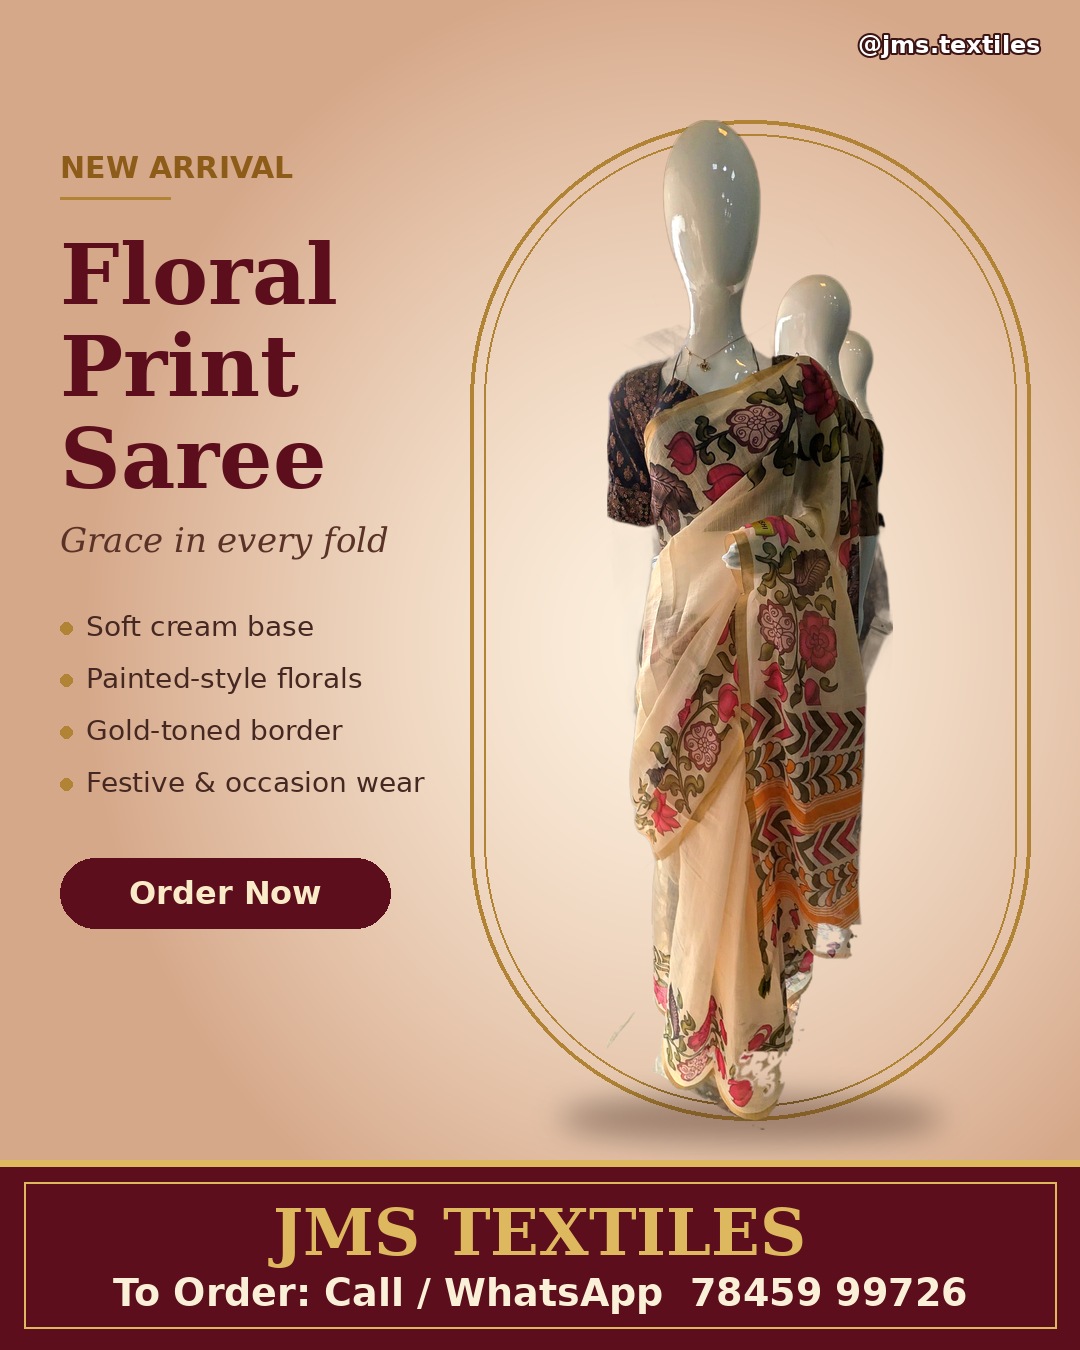 @jms.textiles
NEW ARRIVAL
Floral
Print
Saree
Grace in every fold
Soft cream base
Painted-style florals
Gold-toned border
Festive & occasion wear
Order Now
JMS TEXTILES
To Order: Call / WhatsApp 78459 99726